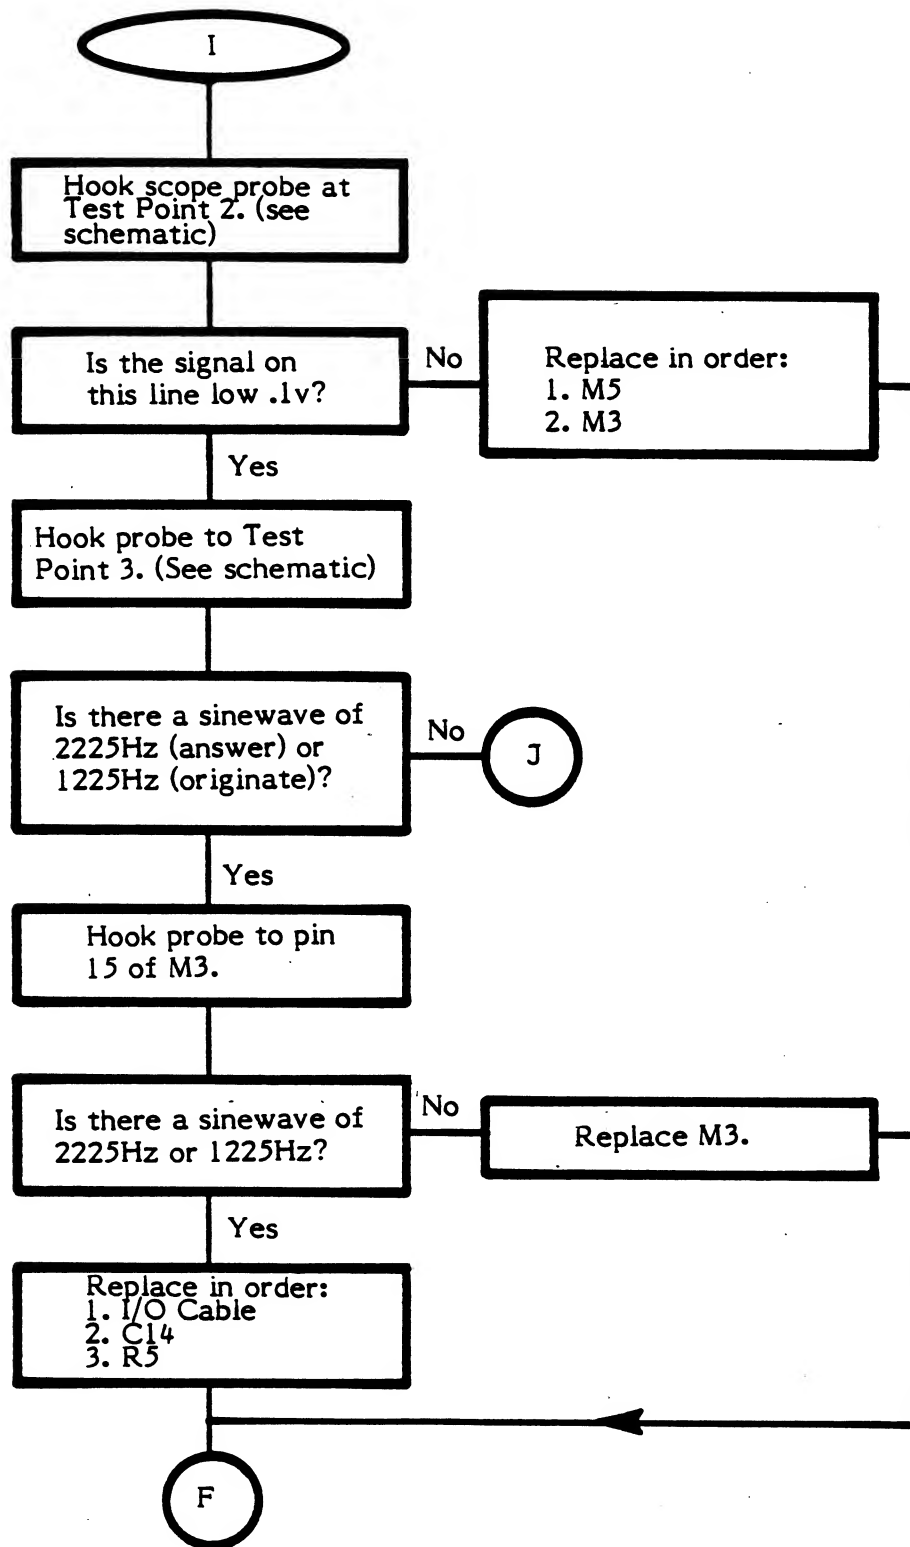 I
Hook scope probe at
Test Point 2. (see
schematic)
Is the signal on
this line low .1v?
No
Replace in order:
1. M5
2. M3
Yes
Hook probe to Test
Point 3. (See schematic)
Is there a sinewave of
2225Hz (answer) or
1225Hz (originate)?
No
J
Yes
Hook probe to pin
15 of M3.
Is there a sinewave of
2225Hz or 1225Hz?
No
Replace M3.
Yes
Replace in order:
1. I/O Cable
2. C14
3. R5
F